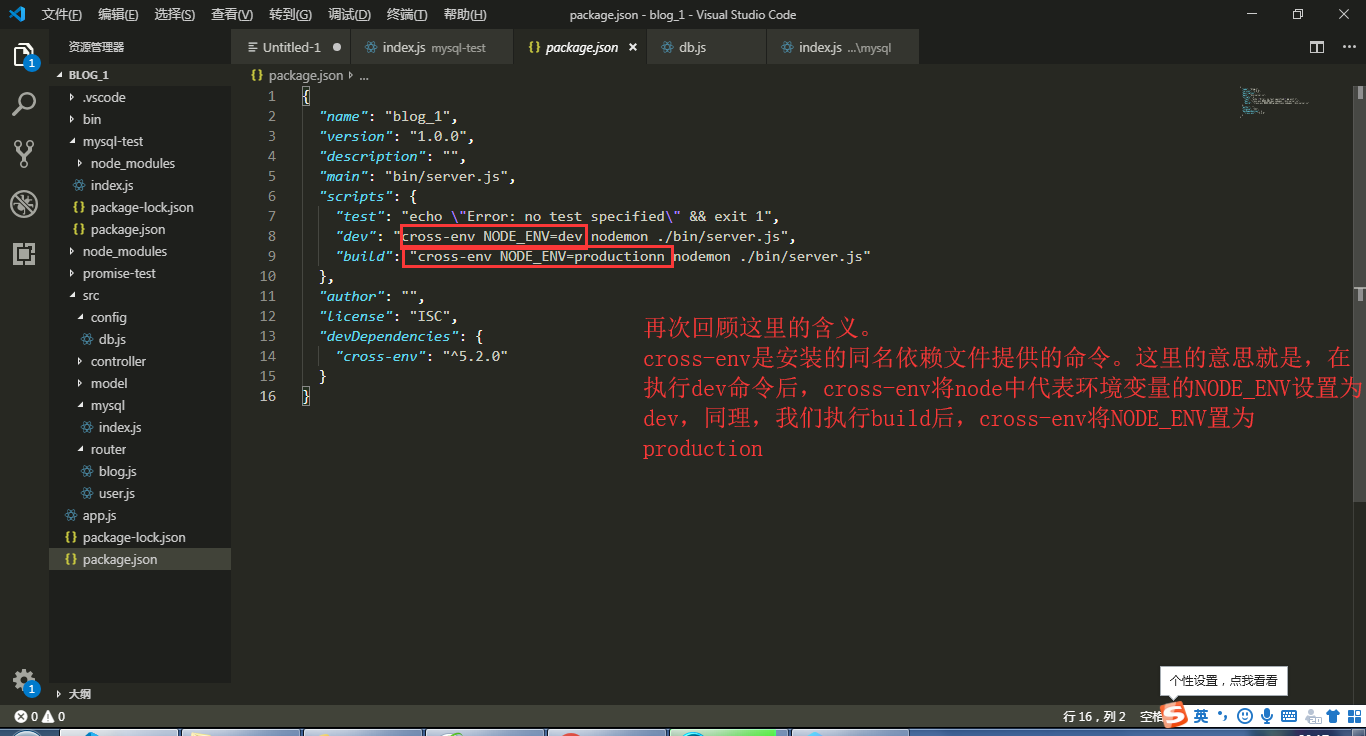 文件(F) 编辑(E) 选择(S) 查看(V) 转到(G) 调试(D) 终端(T) 帮助(H) package.json - blog_1 - Visual Studio Code
资源管理器
Untitled-1 index.js mysql-test package.json db.js index.js ...\mysql
BLOG_1
.vscode
bin
mysql-test
node_modules
index.js
package-lock.json
package.json
node_modules
promise-test
src
config
db.js
controller
model
mysql
index.js
router
blog.js
user.js
app.js
package-lock.json
package.json
大纲
package.json ...
1 {
2 "name": "blog_1",
3 "version": "1.0.0",
4 "description": "",
5 "main": "bin/server.js",
6 "scripts": {
7 "test": "echo \"Error: no test specified\" && exit 1",
8 "dev": "cross-env NODE_ENV=dev nodemon ./bin/server.js",
9 "build": "cross-env NODE_ENV=productionn nodemon ./bin/server.js"
10 },
11 "author": "",
12 "license": "ISC",
13 "devDependencies": {
14 "cross-env": "^5.2.0"
15 }
16 }
再次回顾这里的含义。
cross-env是安装的同名依赖文件提供的命令。这里的意思就是，在
执行dev命令后，cross-env将node中代表环境变量的NODE_ENV设置为
dev，同理，我们执行build后，cross-env将NODE_ENV置为
production
个性设置，点我看看
1
1
0 0 行 16，列 2 空格 英